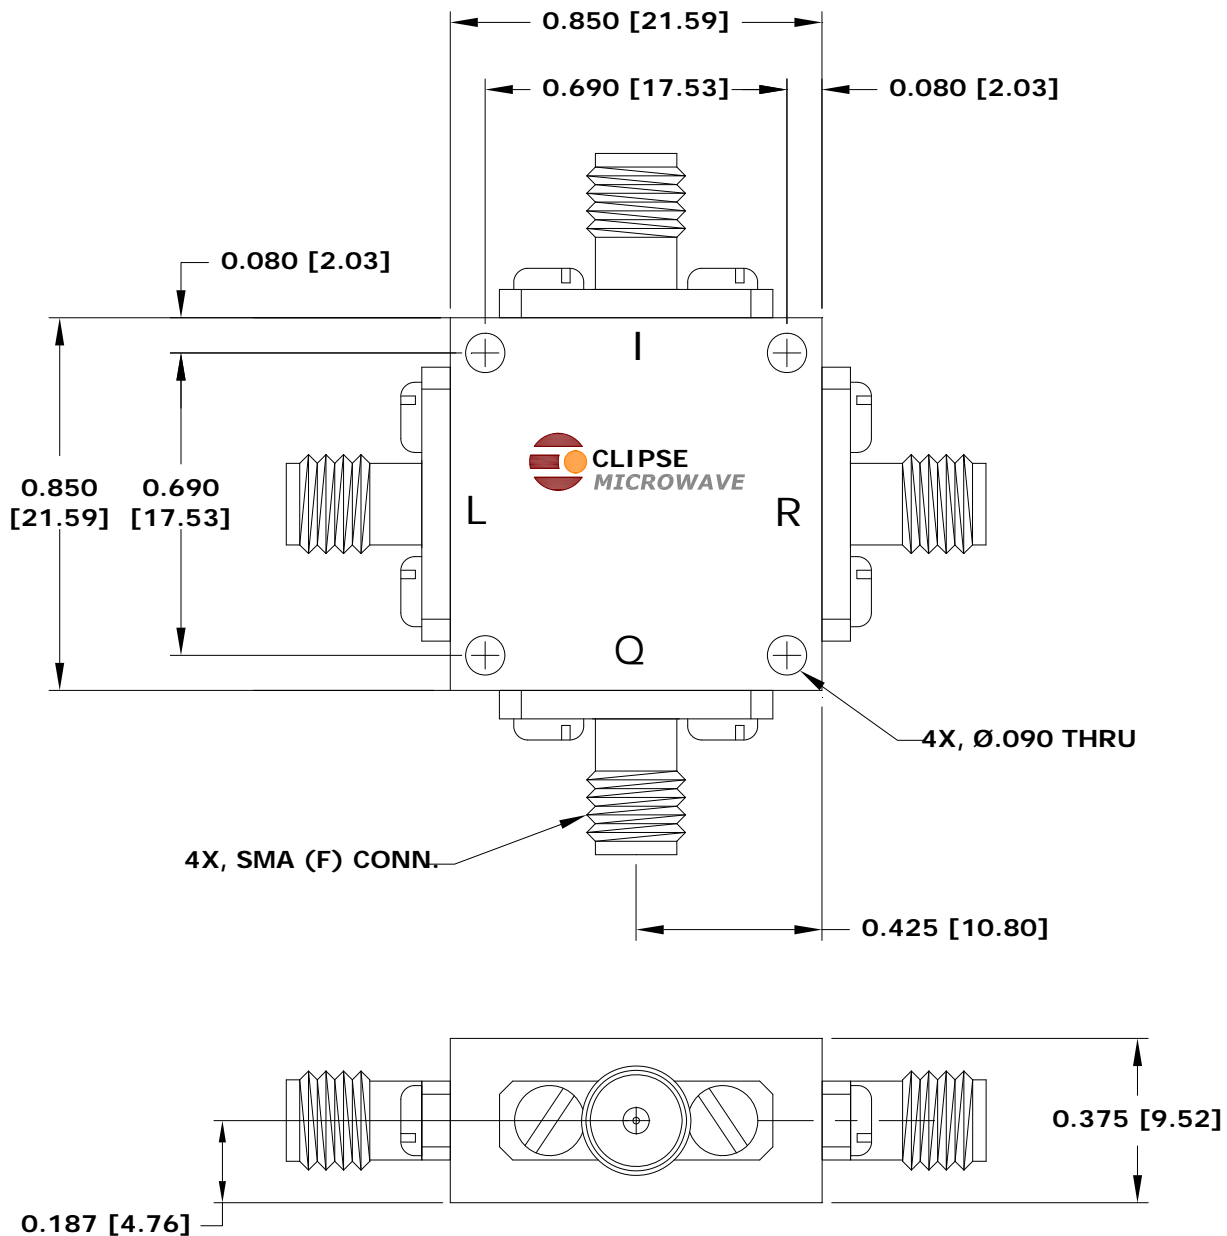 0.850 [21.59]
0.690 [17.53]
0.080 [2.03]
0.080 [2.03]
I
CLIPSE
MICROWAVE
0.850
[21.59]
0.690
[17.53]
L
R
Q
4X, Ø.090 THRU
4X, SMA (F) CONN.
0.425 [10.80]
0.375 [9.52]
0.187 [4.76]